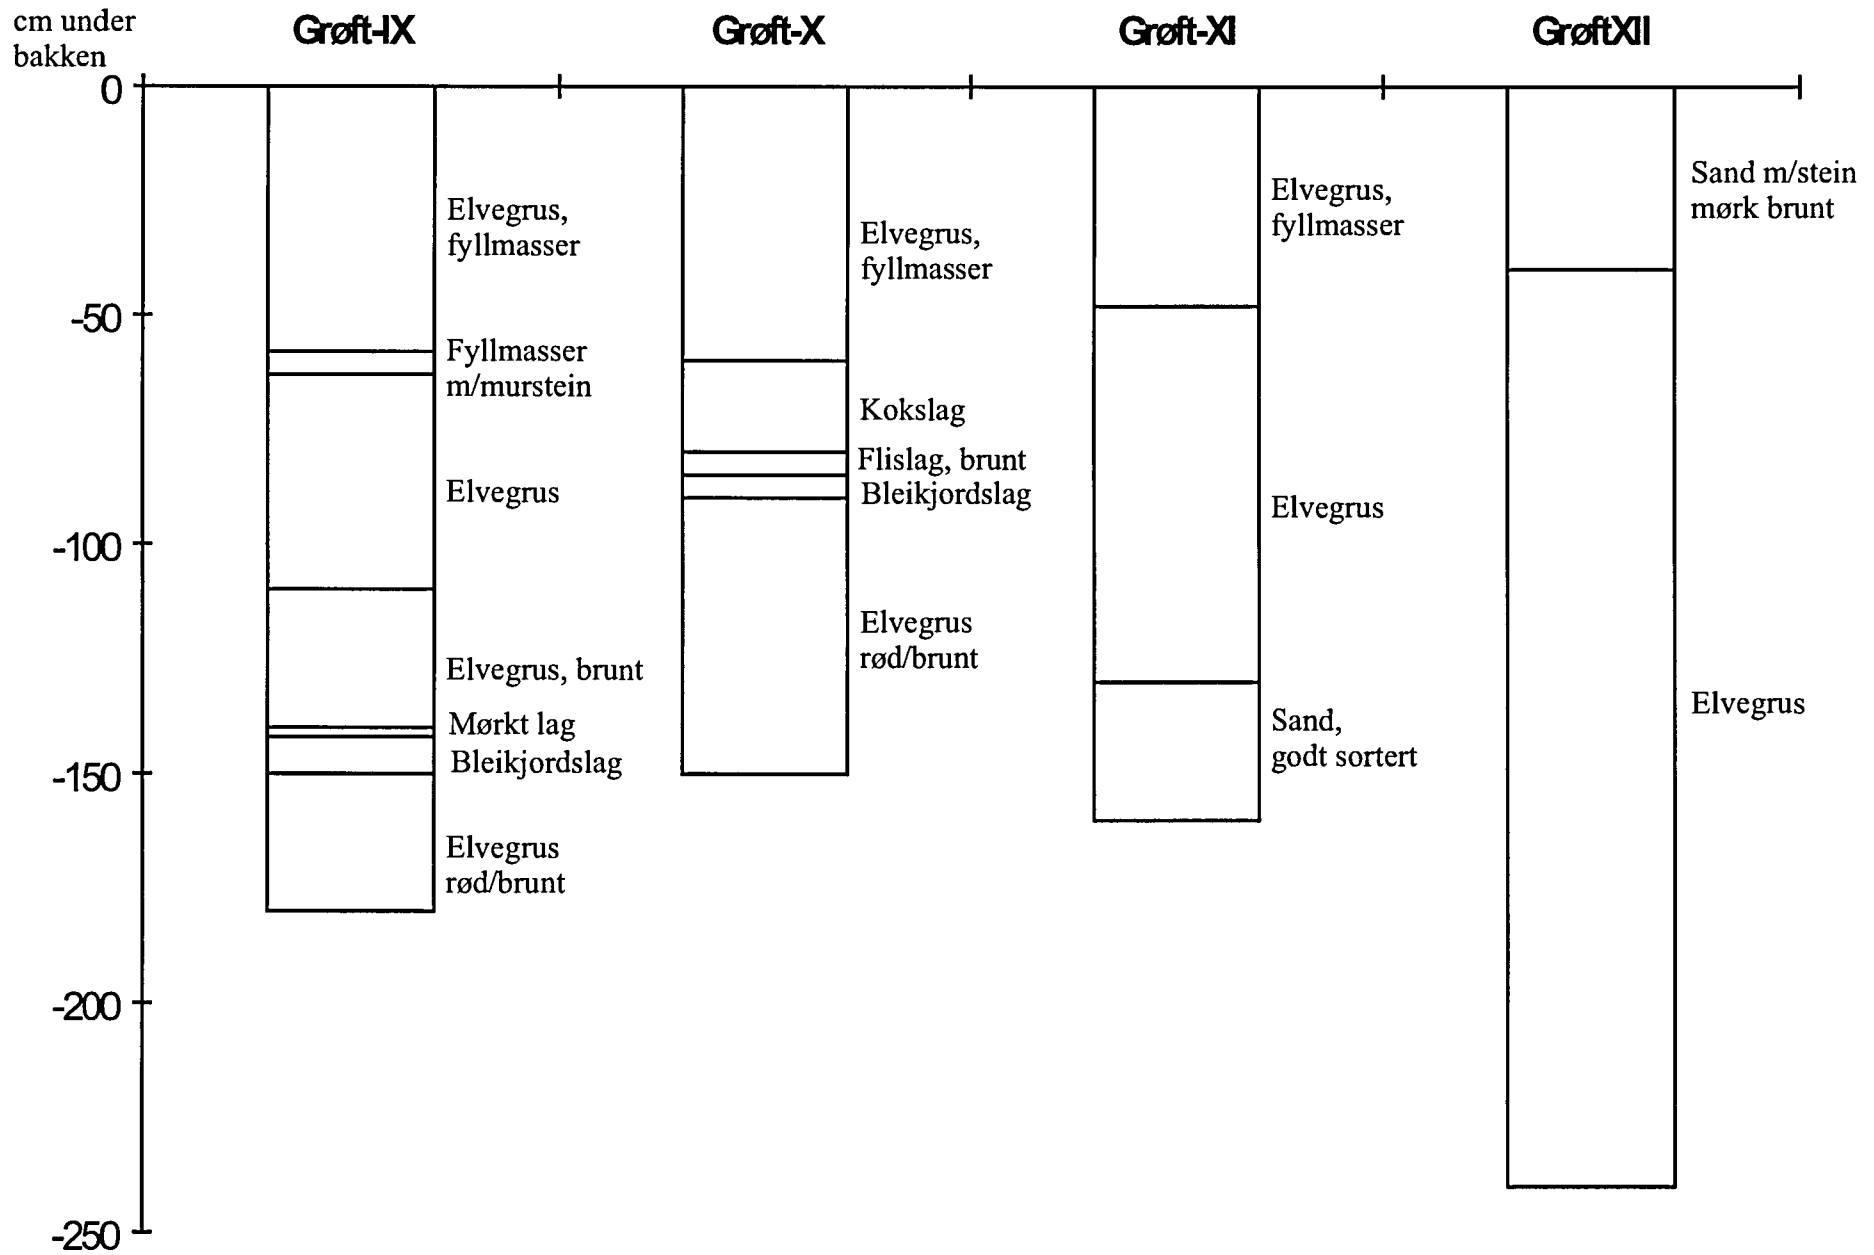 cm under
bakken
Grøft-IX
Grøft-X
Grøft-XI
GrøftXII
0
-50
-100
-150
-200
-250
Elvegrus,
fyllmasser
Fyllmasser
m/murstein
Elvegrus
Elvegrus, brunt
Mørkt lag
Bleikjordslag
Elvegrus
rød/brunt
Elvegrus,
fyllmasser
Kokslag
Flislag, brunt
Bleikjordslag
Elvegrus
rød/brunt
Elvegrus,
fyllmasser
Elvegrus
Sand,
godt sortert
Sand m/stein
mørk brunt
Elvegrus